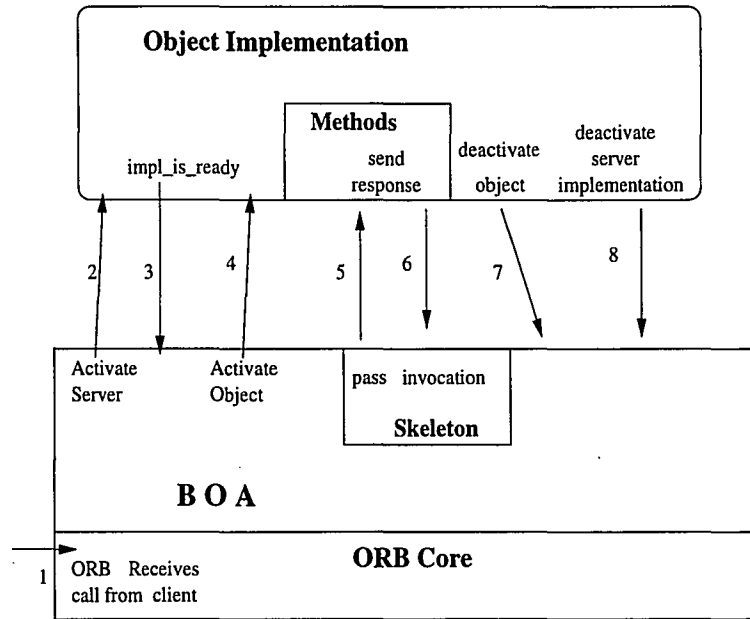 Object Implementation
Methods
deactivate
server
implementation
deactivate
object
send
response
impl_is_ready
2
3
4
5
6
7
8
Activate
Server
Activate
Object
pass invocation
Skeleton
B O A
ORB Core
1
ORB Receives
call from client